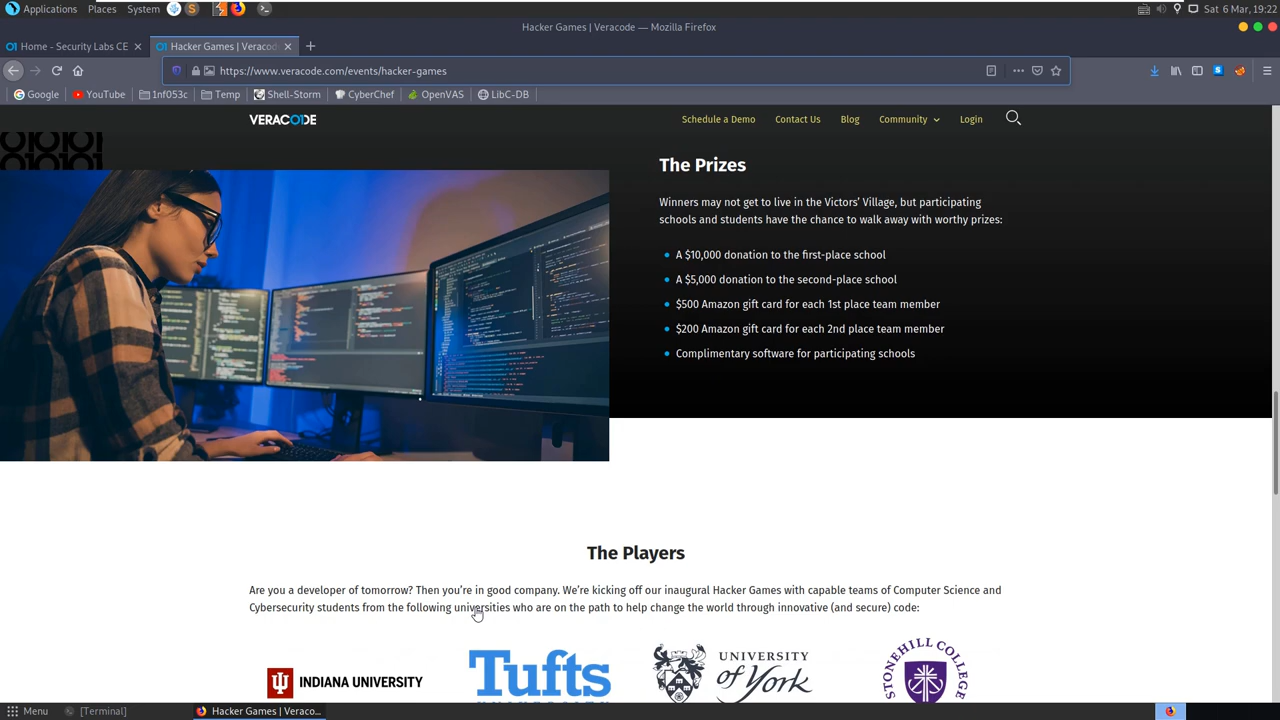 Applications Places System Sat 6 Mar, 19:22
Hacker Games | Veracode — Mozilla Firefox
Home - Security Labs CE Hacker Games | Veracode
https://www.veracode.com/events/hacker-games
Google YouTube 1nf053c Temp Shell-Storm CyberChef OpenVAS LibC-DB
VERACODE Schedule a Demo Contact Us Blog Community Login
The Prizes
Winners may not get to live in the Victors’ Village, but participating
schools and students have the chance to walk away with worthy prizes:
A $10,000 donation to the first-place school
A $5,000 donation to the second-place school
$500 Amazon gift card for each 1st place team member
$200 Amazon gift card for each 2nd place team member
Complimentary software for participating schools
The Players
Are you a developer of tomorrow? Then you’re in good company. We’re kicking off our inaugural Hacker Games with capable teams of Computer Science and
Cybersecurity students from the following universities who are on the path to help change the world through innovative (and secure) code:
INDIANA UNIVERSITY
Tufts
UNIVERSITY
of York
STONEHILL COLLEGE
Menu [Terminal] Hacker Games | Veraco...